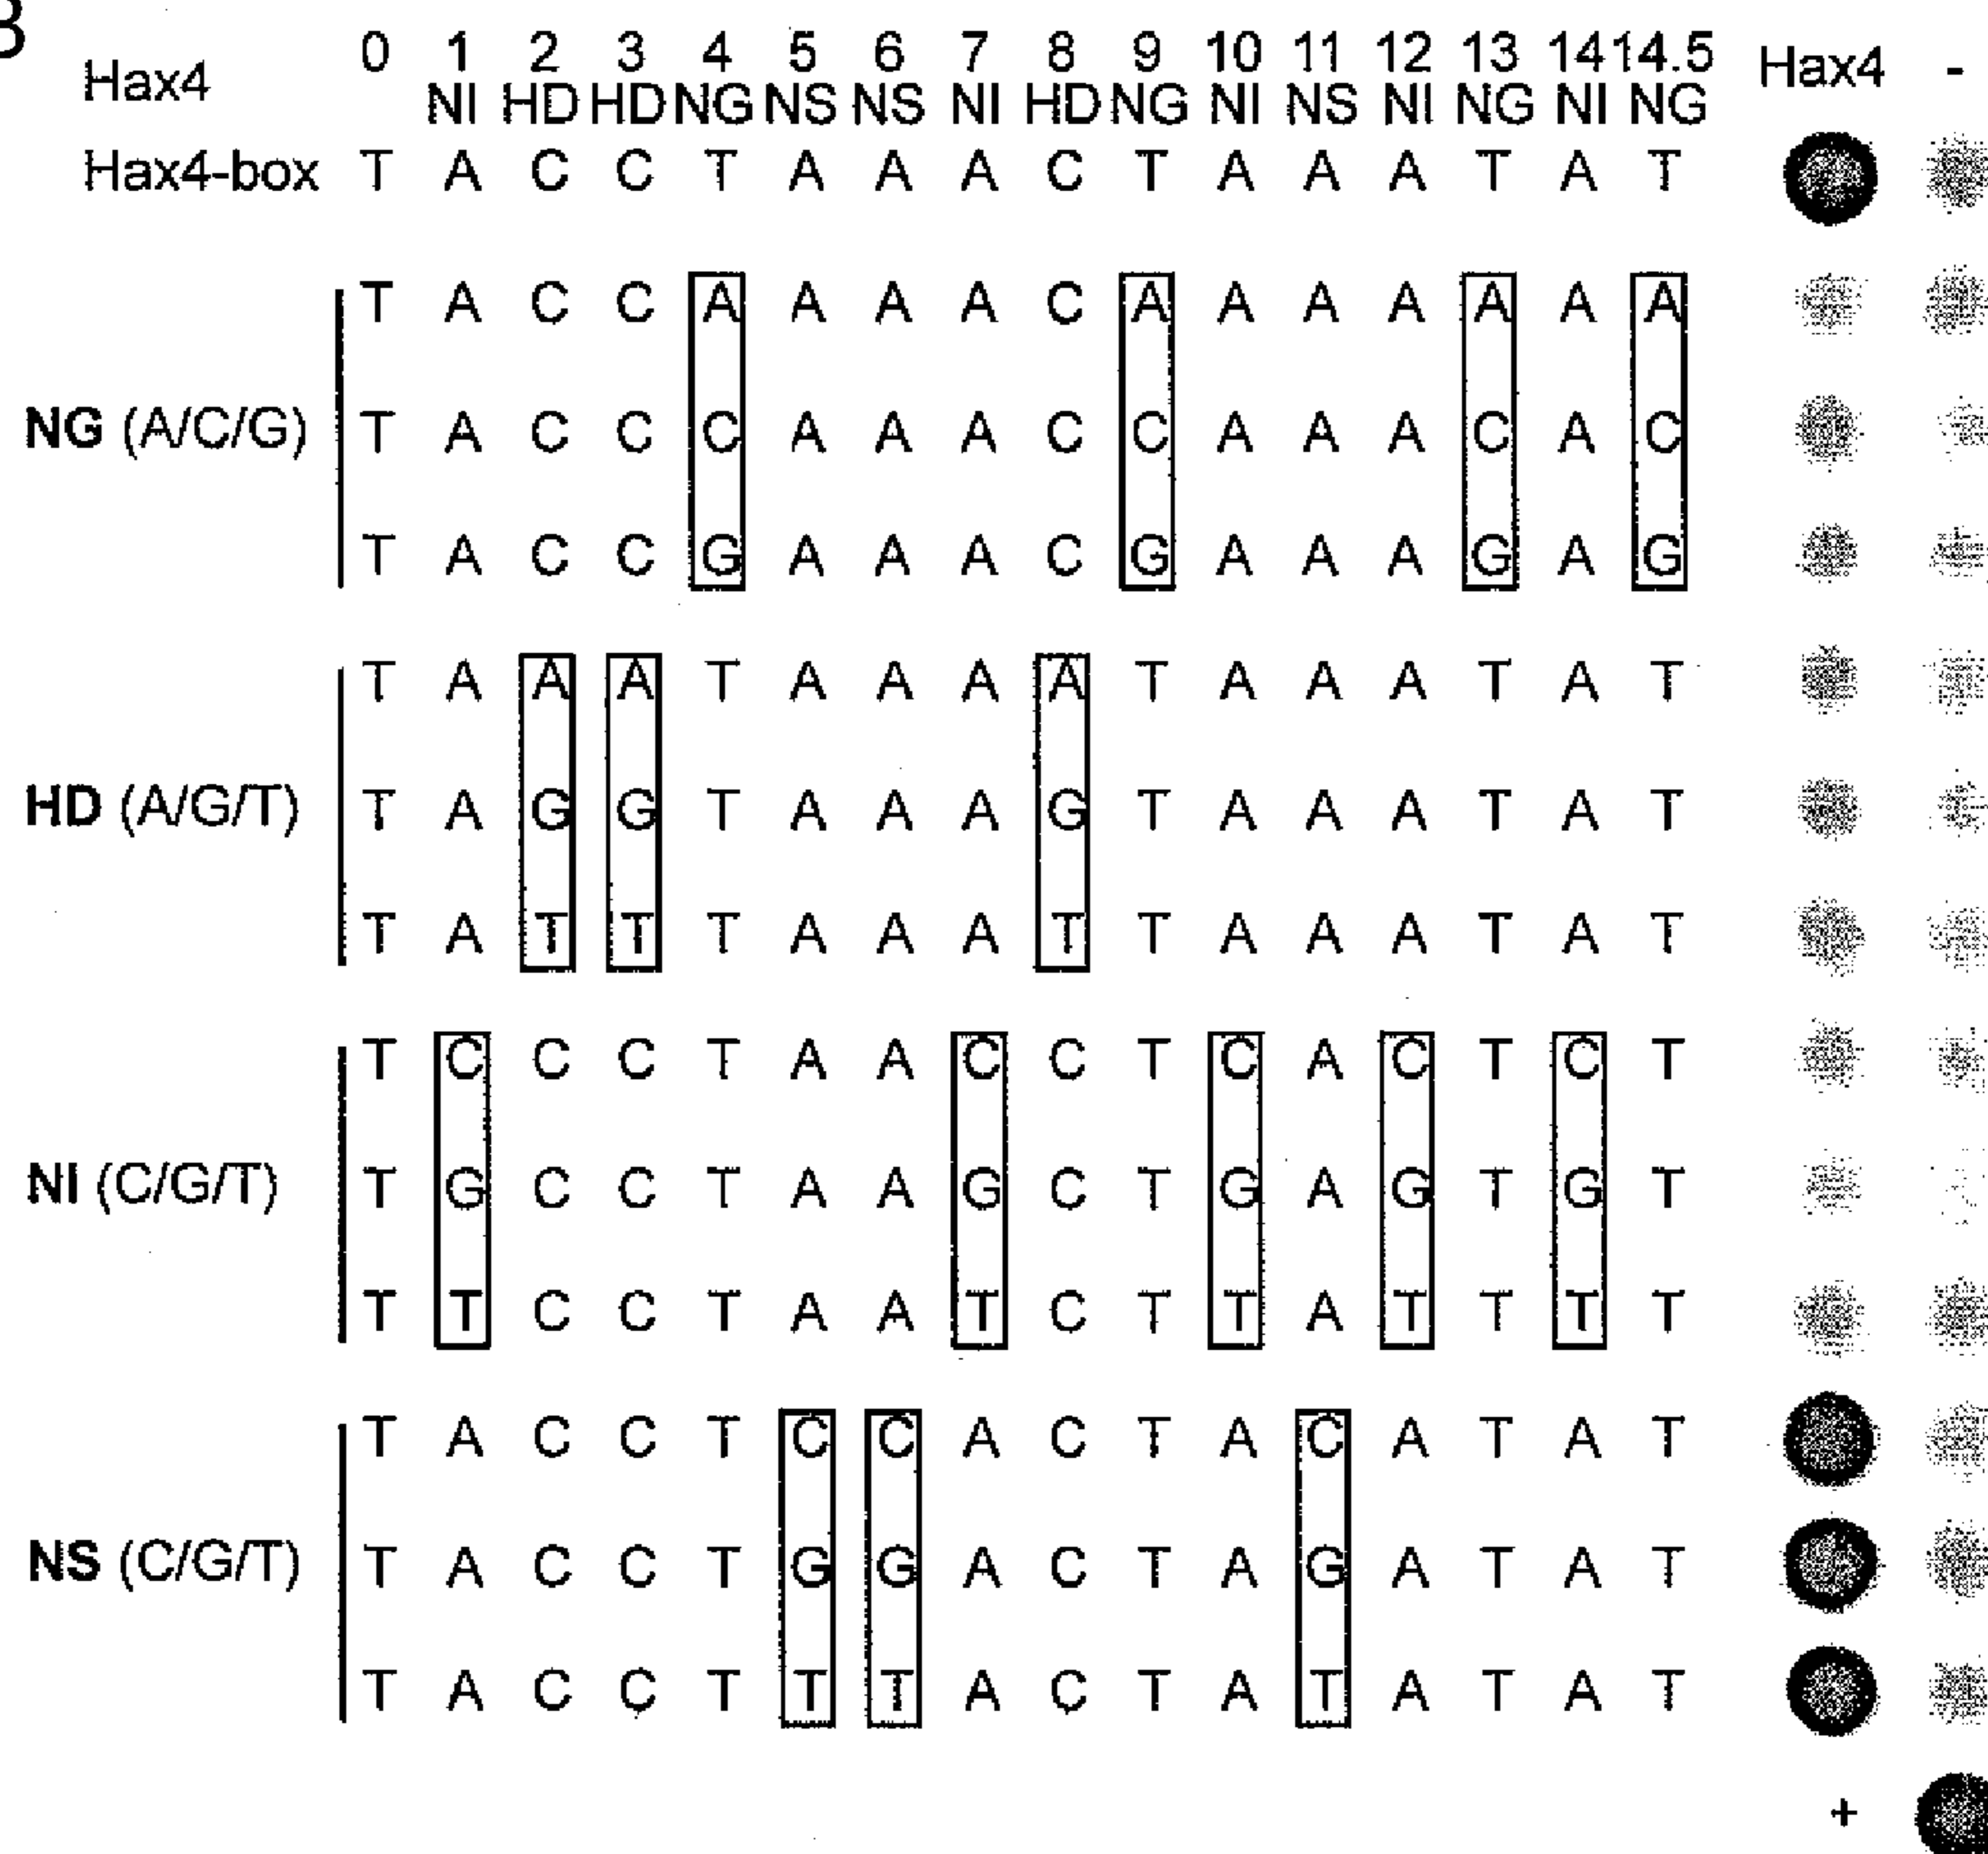 B
0 1 2 3 4 5 6 7 8 9 10 11 12 13 14 14.5 Hax4 -
Hax4 NI HD HD NG NS NS NI HD NG NI NS NI NG NI NG
Hax4-box T A C C T A A A C T A A A T A T
T A C C A A A A C A A A A A A A
NG (A/C/G) T A C C C A A A C C A A A C A C
T A C C G A A A C G A A A G A G
T A A A T A A A A T A A A T A T
HD (A/G/T) T A G G T A A A G T A A A T A T
T A T T T A A A T T A A A T A T
T C C C T A A C C T C A C T C T
NI (C/G/T) T G C C T A A G C T G A G T G T
T T C C T A A T C T T A T T T T
T A C C T C C A C T A C A T A T
NS (C/G/T) T A C C T G G A C T A G A T A T
T A C C T T T A C T A T A T A T
+